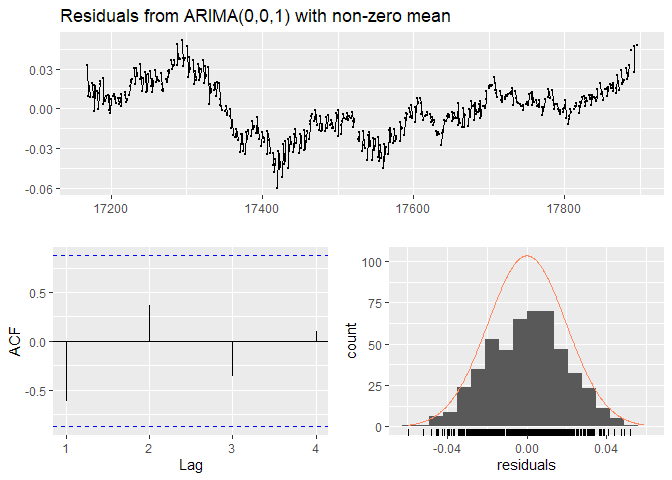 Residuals from ARIMA(0,0,1) with non-zero mean
0.03
0.00
-0.03
-0.06
17200 17400 17600 17800
ACF
0.5
0.0
-0.5
1 2 3 4
Lag
count
100
75
50
25
0
-0.04 0.00 0.04
residuals